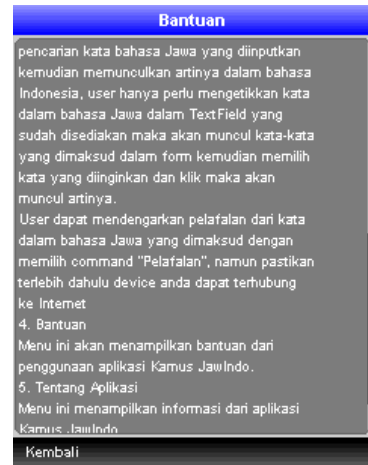 Bantuan
pencarian kata bahasa Jawa yang diinputkan
kemudian memunculkan artinya dalam bahasa
Indonesia, user hanya perlu mengetikkan kata
dalam bahasa Jawa dalam TextField yang
sudah disediakan maka akan muncul kata-kata
yang dimaksud dalam form kemudian memilih
kata yang diinginkan dan klik maka akan
muncul artinya.
User dapat mendengarkan pelafalan dari kata
dalam bahasa Jawa yang dimaksud dengan
memilih command "Pelafalan", namun pastikan
terlebih dahulu device anda dapat terhubung
ke Internet
4. Bantuan
Menu ini akan menampilkan bantuan dari
penggunaan aplikasi Kamus JawIndo.
5. Tentang Aplikasi
Menu ini menampilkan informasi dari aplikasi
Kamus JawIndo
Kembali